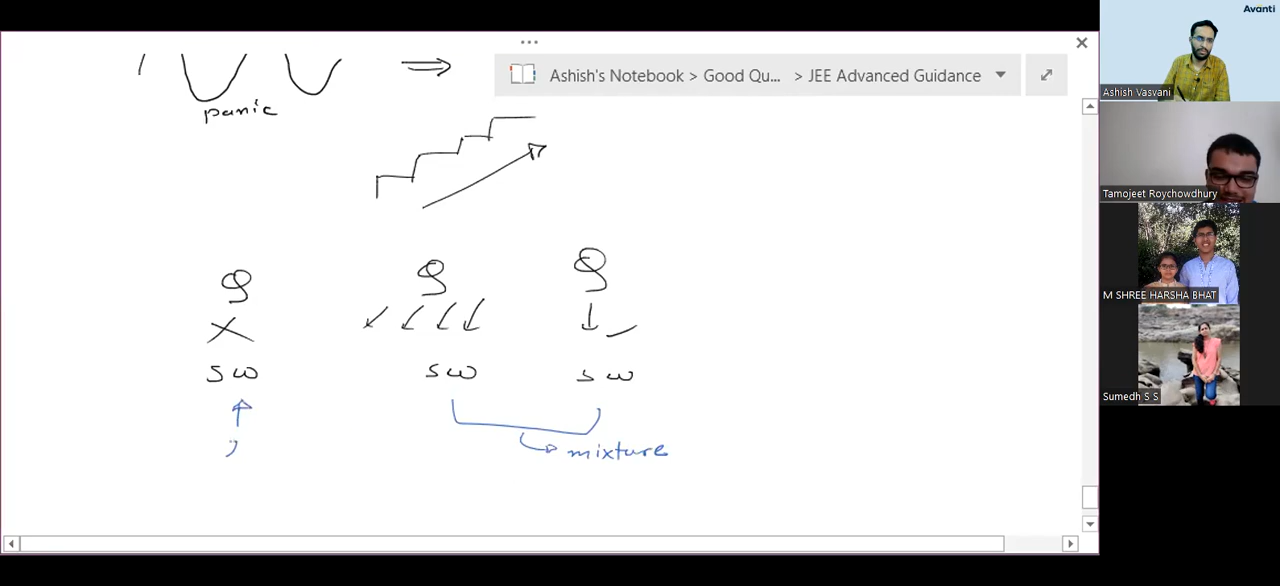 Avanti
Ashish's Notebook > Good Qu... > JEE Advanced Guidance
Ashish Vasvani
panic
Tamojeet Roychowdhury
M SHREE HARSHA BHAT
Q Q Q
SW SW SW
Sumedh S S
mixture